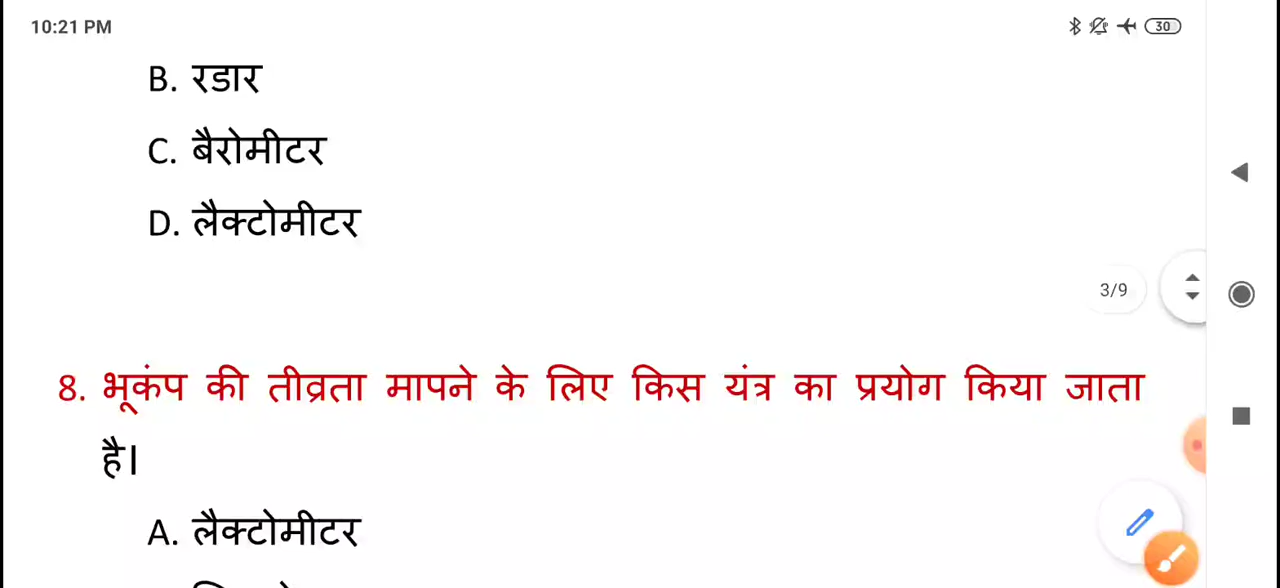 10:21 PM
30
B. रडार
C. बैरोमीटर
D. लैक्टोमीटर
3/9
8. भूकंप की तीव्रता मापने के लिए किस यंत्र का प्रयोग किया जाता
है।
A. लैक्टोमीटर